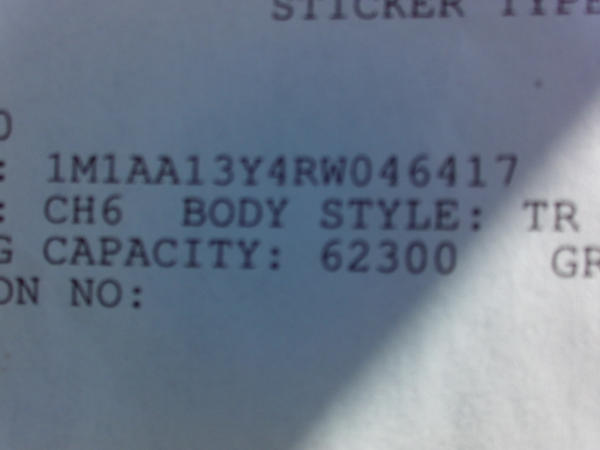 STICKER TYPE
O
: 1M1AA13Y4RW046417
: CH6 BODY STYLE: TR
G CAPACITY: 62300 GR
ON NO: